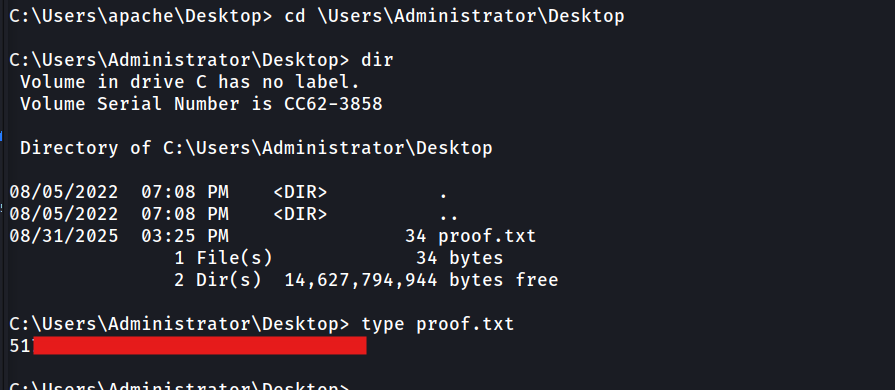 C:\Users\apache\Desktop> cd \Users\Administrator\Desktop
C:\Users\Administrator\Desktop> dir
 Volume in drive C has no label.
 Volume Serial Number is CC62-3858
 Directory of C:\Users\Administrator\Desktop
08/05/2022  07:08 PM    <DIR>          .
08/05/2022  07:08 PM    <DIR>          ..
08/31/2025  03:25 PM                34 proof.txt
               1 File(s)             34 bytes
               2 Dir(s)  14,627,794,944 bytes free
C:\Users\Administrator\Desktop> type proof.txt
51
C:\Users\Administrator\Desktop>